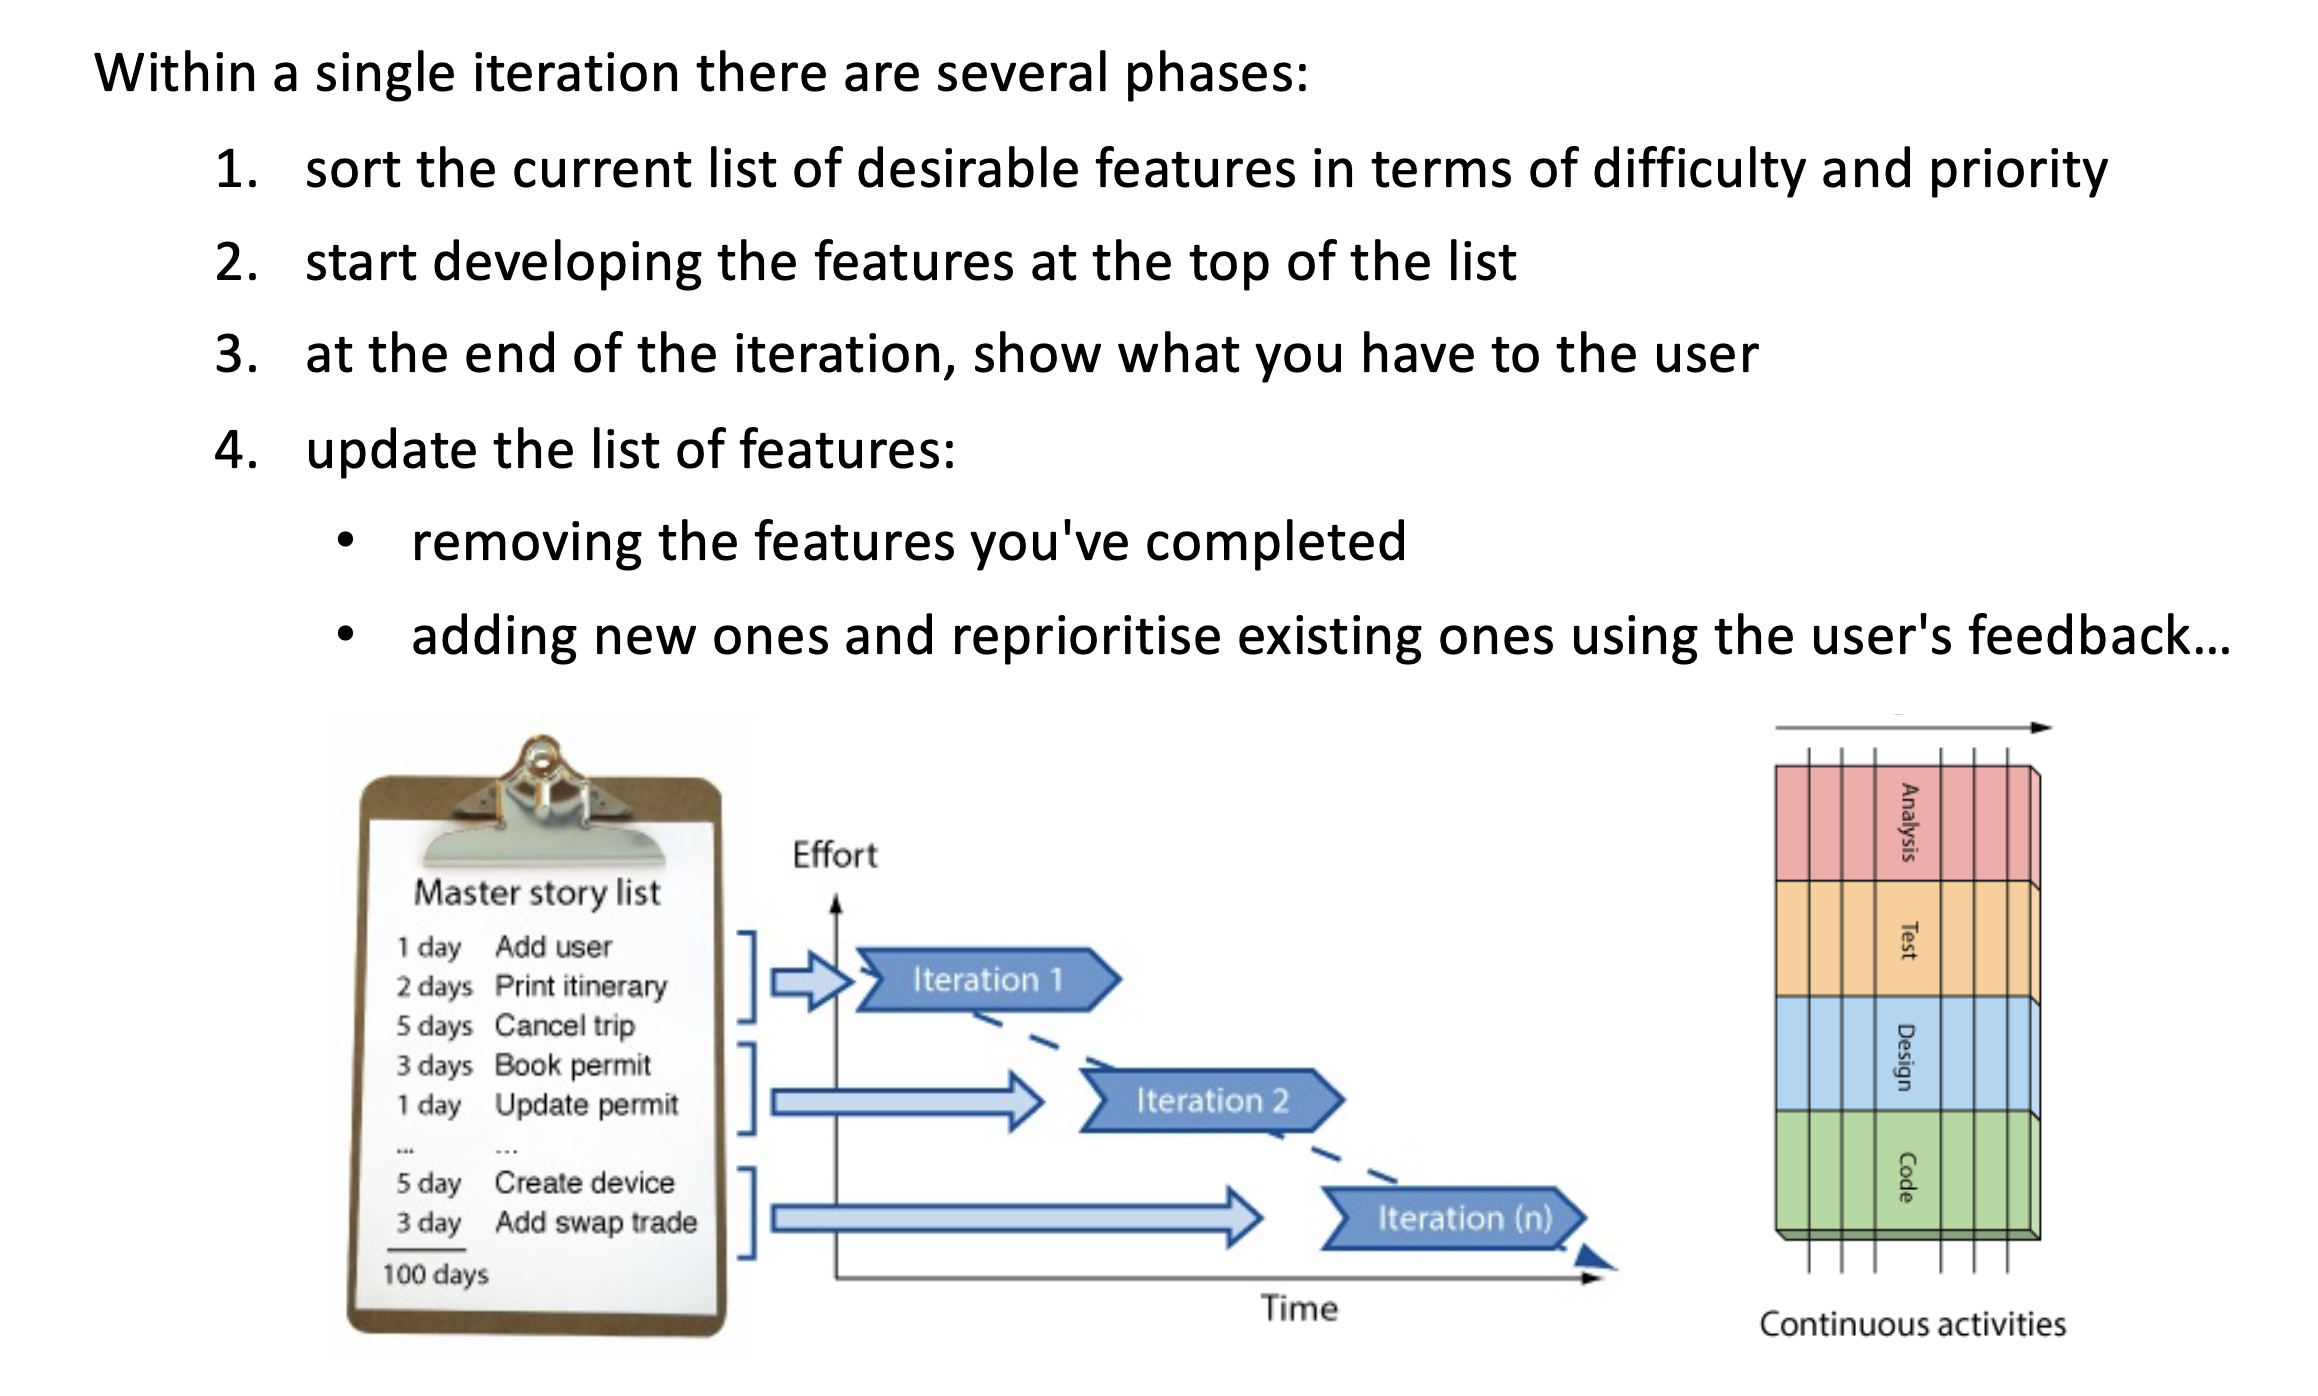 Within a single iteration there are several phases:
1. sort the current list of desirable features in terms of difficulty and priority
2. start developing the features at the top of the list
3. at the end of the iteration, show what you have to the user
4. update the list of features:
• removing the features you've completed
• adding new ones and reprioritise existing ones using the user's feedback...
Master story list
1 day Add user
2 days Print itinerary
5 days Cancel trip
3 days Book permit
1 day Update permit
... ...
5 day Create device
3 day Add swap trade
100 days
Effort
Iteration 1
Iteration 2
Iteration (n)
Time
Analysis
Test
Design
Code
Continuous activities